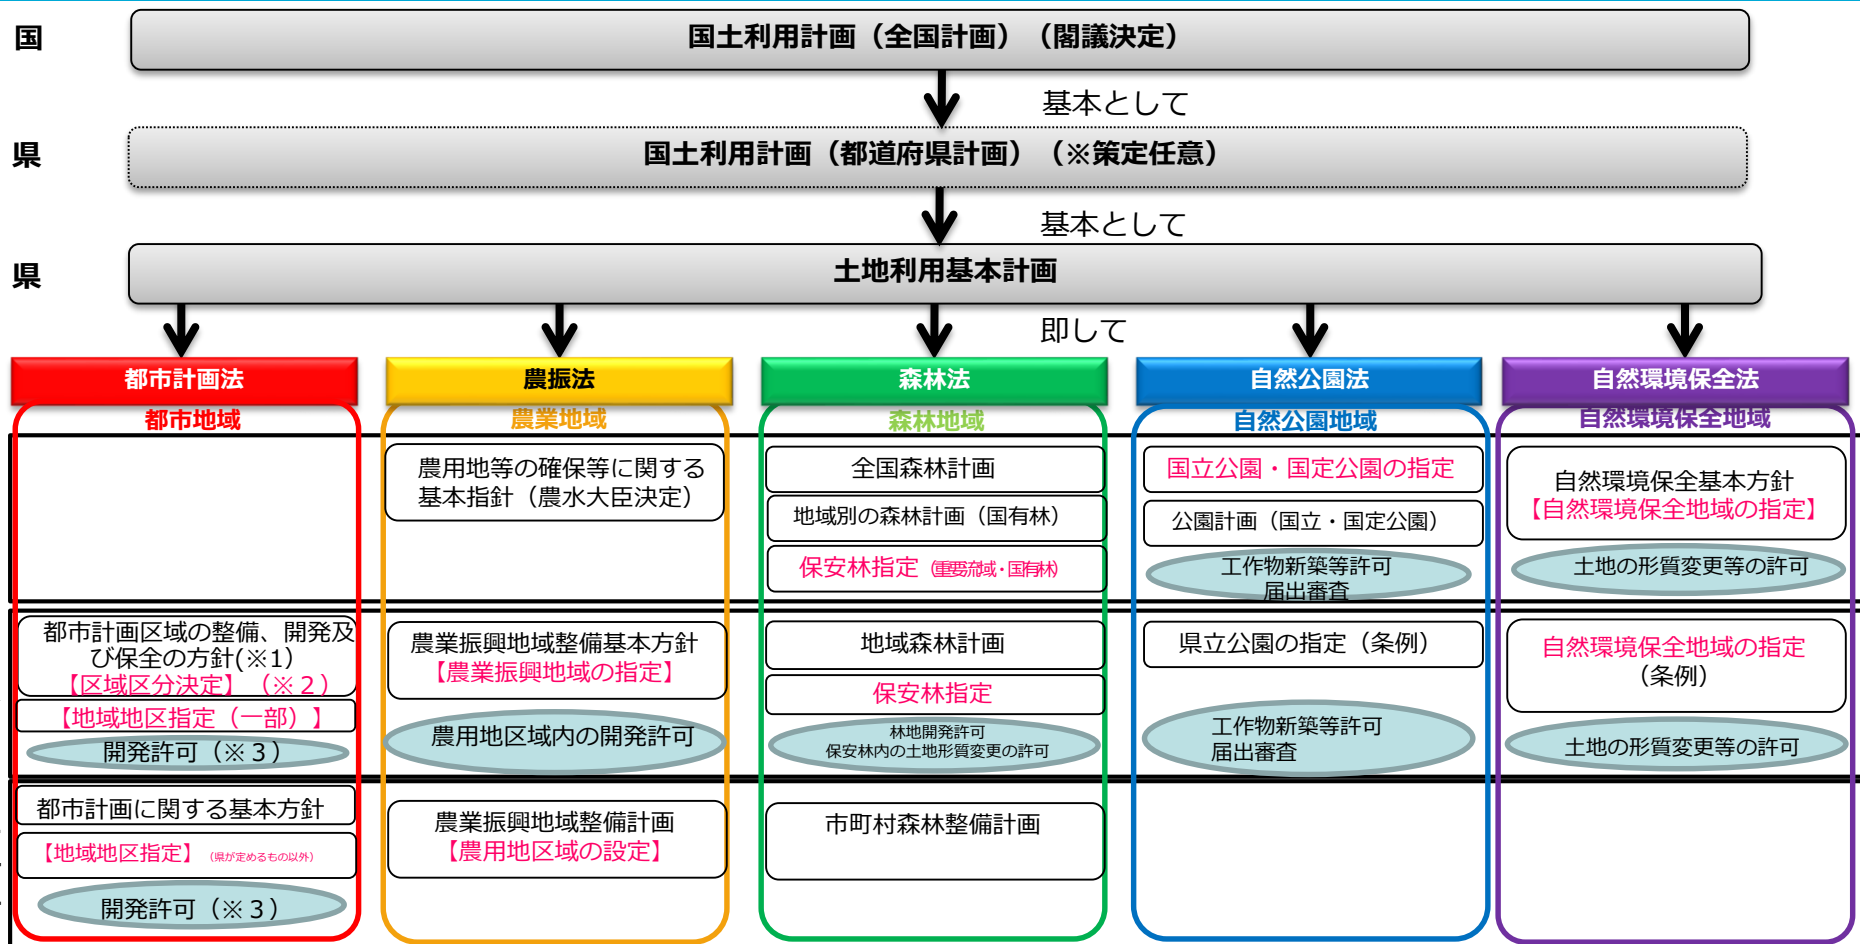 国
国土利用計画（全国計画）（閣議決定）
基本として
県
国土利用計画（都道府県計画）（※策定任意）
基本として
県
土地利用基本計画
即して
都市計画法
都市地域
農振法
農業地域
森林法
森林地域
自然公園法
自然公園地域
自然環境保全法
自然環境保全地域
農用地等の確保等に関する
基本指針（農水大臣決定）
全国森林計画
地域別の森林計画（国有林）
保安林指定（重要流域・国有林）
国立公園・国定公園の指定
公園計画（国立・国定公園）
工作物新築等許可
届出審査
自然環境保全基本方針
【自然環境保全地域の指定】
土地の形質変更等の許可
都市計画区域の整備、開発及
び保全の方針(※1)
【区域区分決定】（※２）
【地域地区指定（一部）】
開発許可（※３）
農業振興地域整備基本方針
【農業振興地域の指定】
農用地区域内の開発許可
地域森林計画
保安林指定
林地開発許可
保安林内の土地形質変更の許可
県立公園の指定（条例）
工作物新築等許可
届出審査
自然環境保全地域の指定
（条例）
土地の形質変更等の許可
都市計画に関する基本方針
【地域地区指定】（県が定めるもの以外）
開発許可（※３）
農業振興地域整備計画
【農用地区域の設定】
市町村森林整備計画